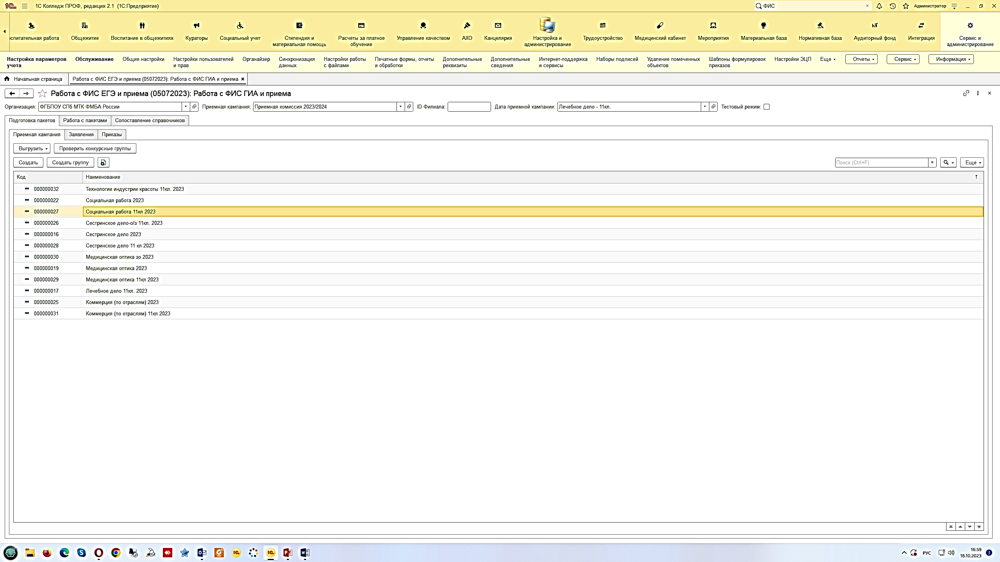 1С Колледж ПРОФ, редакция 2.1 (1С:Предприятие)
ФИС
Администратор
спитательная работа
Общежитие
Воспитание в общежитиях
Кураторы
Социальный учет
Стипендия и
материальная помощь
Расчеты за платное
обучение
Управление качеством
АХО
Канцелярия
Настройка и
администрирование
Трудоустройство
Медицинский кабинет
Мероприятия
Материальная база
Нормативная база
Аудиторный фонд
Интеграция
Сервис и
администрирование
Настройка параметров
учета
Обслуживание
Общие настройки
Настройки пользователей
и прав
Органайзер
Синхронизация
данных
Настройки работы
с файлами
Печатные формы, отчеты
и обработки
Дополнительные
реквизиты
Дополнительные
сведения
Интернет-поддержка
и сервисы
Наборы подписей
Удаление помеченных
объектов
Шаблоны формулировок
приказов
Настройки ЭЦП
Еще
Отчеты
Сервис
Информация
Начальная страница
Работа с ФИС ЕГЭ и приема (05072023): Работа с ФИС ГИА и приема
Работа с ФИС ЕГЭ и приема (05072023): Работа с ФИС ГИА и приема
Организация: ФГБПОУ СПб МТК ФМБА России
Приемная кампания: Приемная комиссия 2023/2024
ID Филиала:
Дата приемной кампании: Лечебное дело - 11кл.
Тестовый режим:
Подготовка пакетов
Работа с пакетами
Сопоставление справочников
Приемная кампания
Заявления
Приказы
Выгрузить
Проверить конкурсные группы
Создать
Создать группу
Поиск (Ctrl+F)
Еще
Код Наименование
000000032 Технологии индустрии красоты 11кл. 2023
000000022 Социальная работа 2023
000000027 Социальная работа 11кл 2023
000000026 Сестринское дело-о/з 11кл. 2023
000000016 Сестринское дело 2023
000000028 Сестринское дело 11 кл 2023
000000030 Медицинская оптика зо 2023
000000019 Медицинская оптика 2023
000000029 Медицинская оптика 11кл 2023
000000017 Лечебное дело 11кл. 2023
000000025 Коммерция (по отраслям) 2023
000000031 Коммерция (по отраслям) 11кл 2023
РУС
16:59
18.10.2023
3